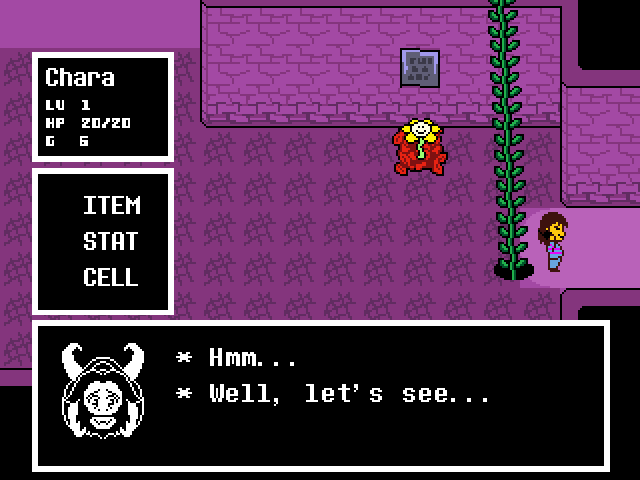 Chara
LV 1
HP 20/20
G 6
ITEM
STAT
CELL
* Hmm...
* Well, let's see...